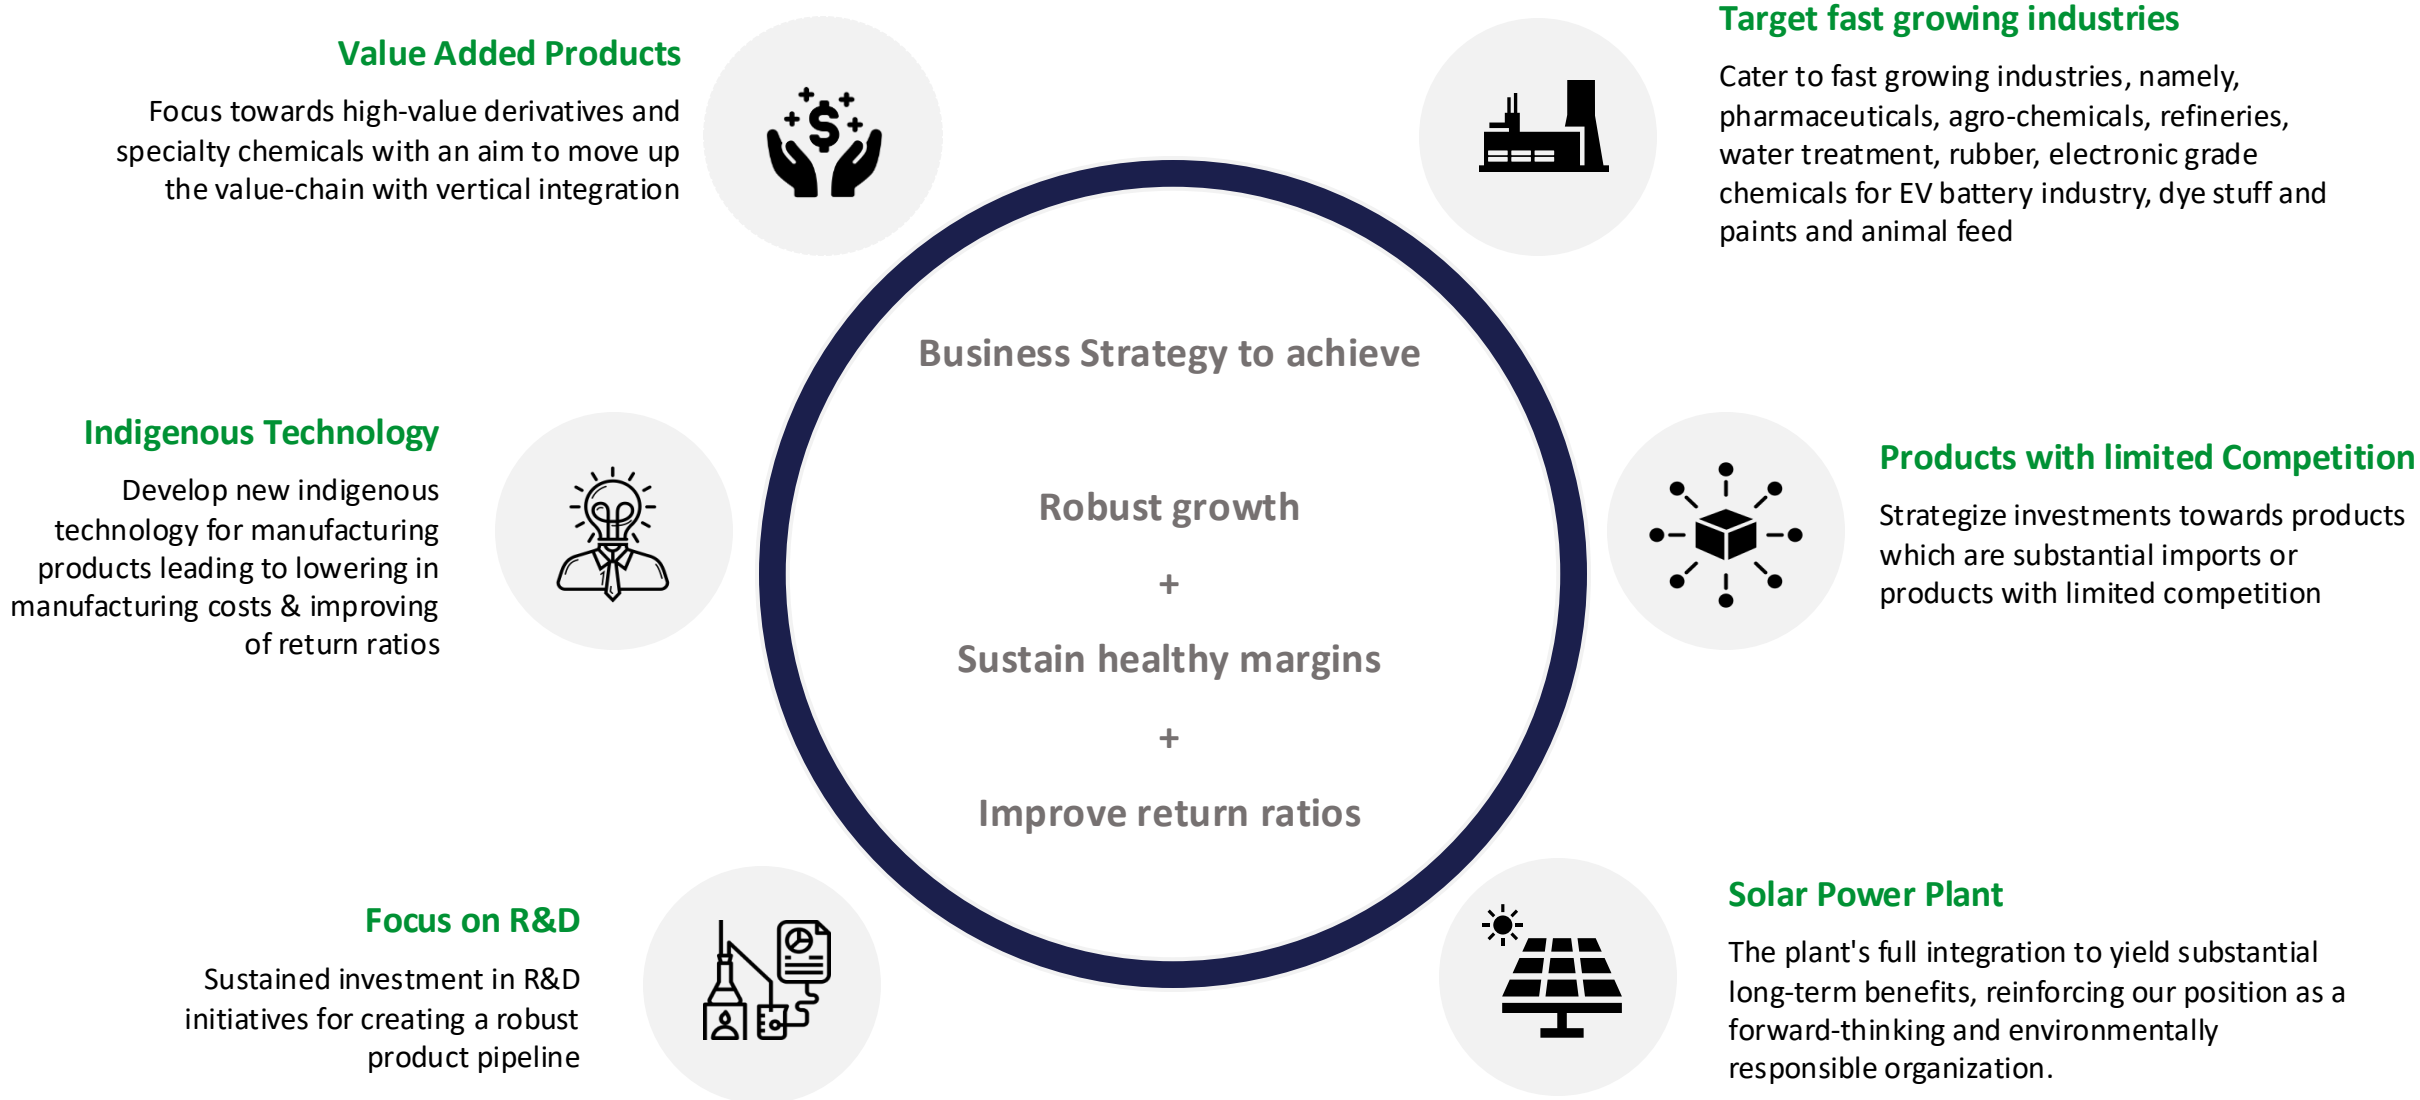 Value Added Products
Focus towards high-value derivatives and
specialty chemicals with an aim to move up
the value-chain with vertical integration
Target fast growing industries
Cater to fast growing industries, namely,
pharmaceuticals, agro-chemicals, refineries,
water treatment, rubber, electronic grade
chemicals for EV battery industry, dye stuff and
paints and animal feed
Business Strategy to achieve
Robust growth
+
Sustain healthy margins
+
Improve return ratios
Indigenous Technology
Develop new indigenous
technology for manufacturing
products leading to lowering in
manufacturing costs & improving
of return ratios
Products with limited Competition
Strategize investments towards products
which are substantial imports or
products with limited competition
Focus on R&D
Sustained investment in R&D
initiatives for creating a robust
product pipeline
Solar Power Plant
The plant's full integration to yield substantial
long-term benefits, reinforcing our position as a
forward-thinking and environmentally
responsible organization.